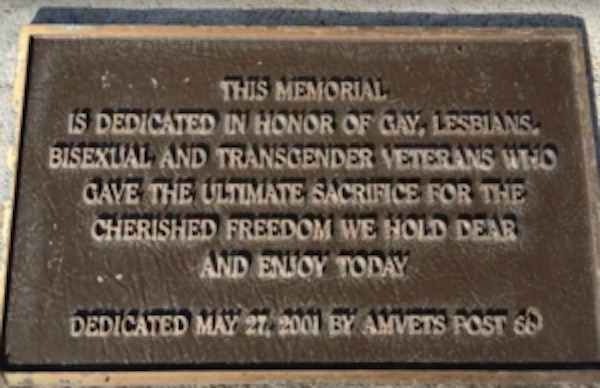 THIS MEMORIAL
IS DEDICATED IN HONOR OF GAY, LESBIANS,
BISEXUAL AND TRANSGENDER VETERANS WHO
GAVE THE ULTIMATE SACRIFICE FOR THE
CHERISHED FREEDOM WE HOLD DEAR
AND ENJOY TODAY
DEDICATED MAY 27, 2001 BY AMVETS POST